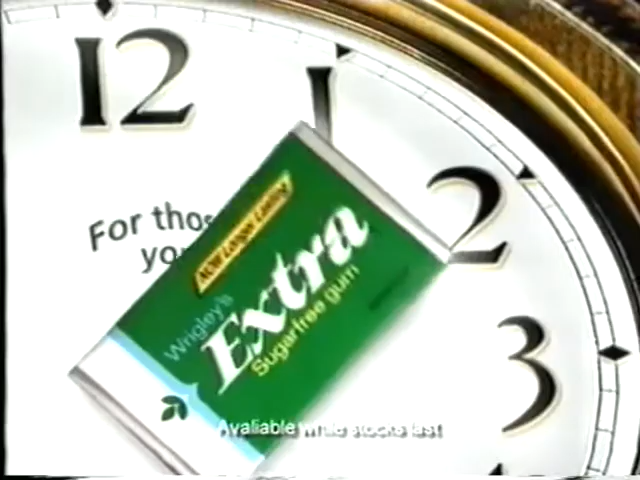 12
1
2
3
For thos
yo
NOW Longer Lasting
Wrigley's
Extra
Sugarfree gum
Avaliable while stocks last